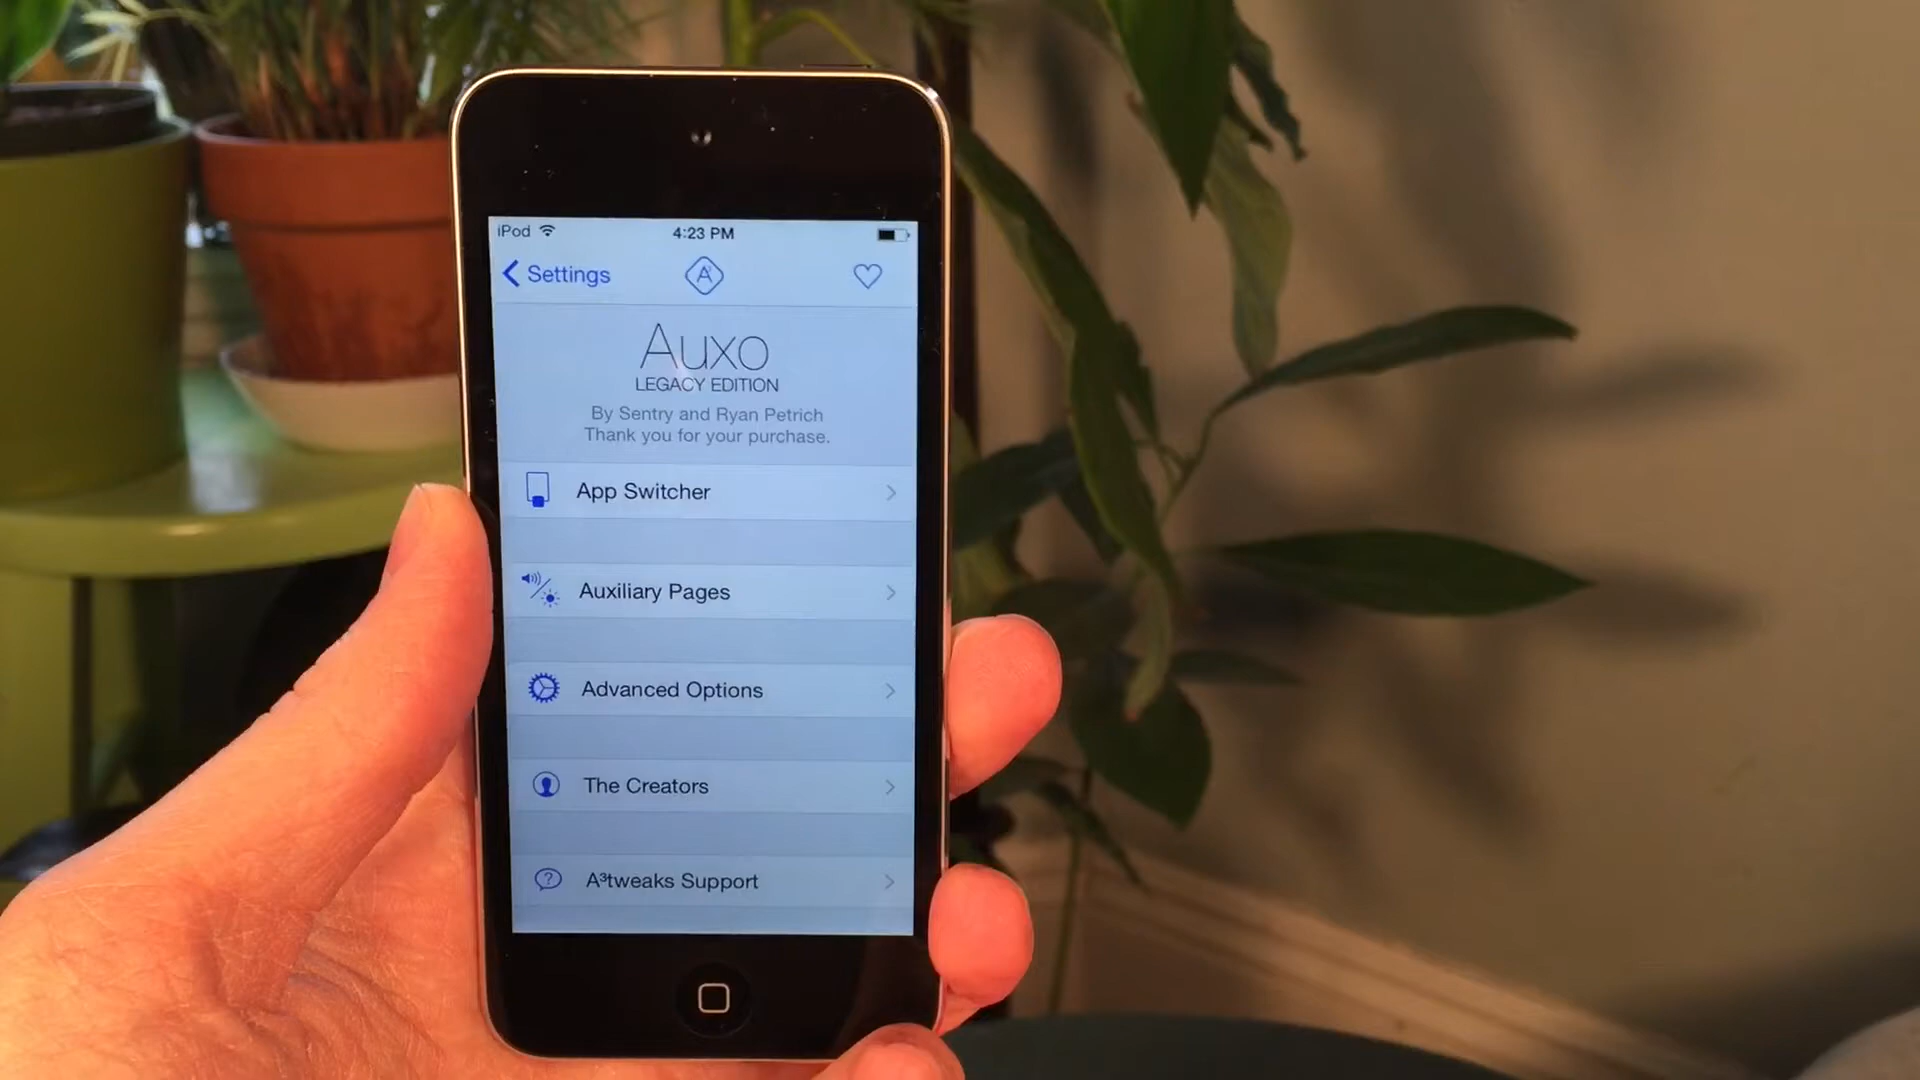 iPod
4:23 PM
Settings
A
Auxo
LEGACY EDITION
By Sentry and Ryan Petrich
Thank you for your purchase.
App Switcher
Auxiliary Pages
Advanced Options
The Creators
?
A³tweaks Support